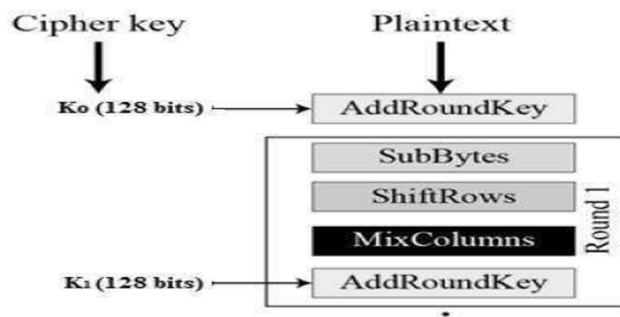 Cipher key Plaintext
K₀ (128 bits) AddRoundKey
SubBytes
ShiftRows
MixColumns
Round 1
K₁ (128 bits) AddRoundKey